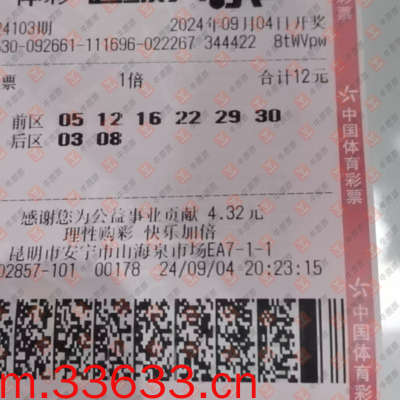 24103期 2024年09月04日开奖
630-092661-111696-022267 344422 BtWVpw
票 1倍 合计12元
前区 05 12 16 22 29 30
后区 03 08
感谢您为公益事业贡献 4.32元
理性购彩 快乐加倍
昆明市安宁市山海泉市场EA7-1-1
02857-101 00178 24/09/04 20:23:15
中国体育彩票
中国体育彩票
m.33633.cn